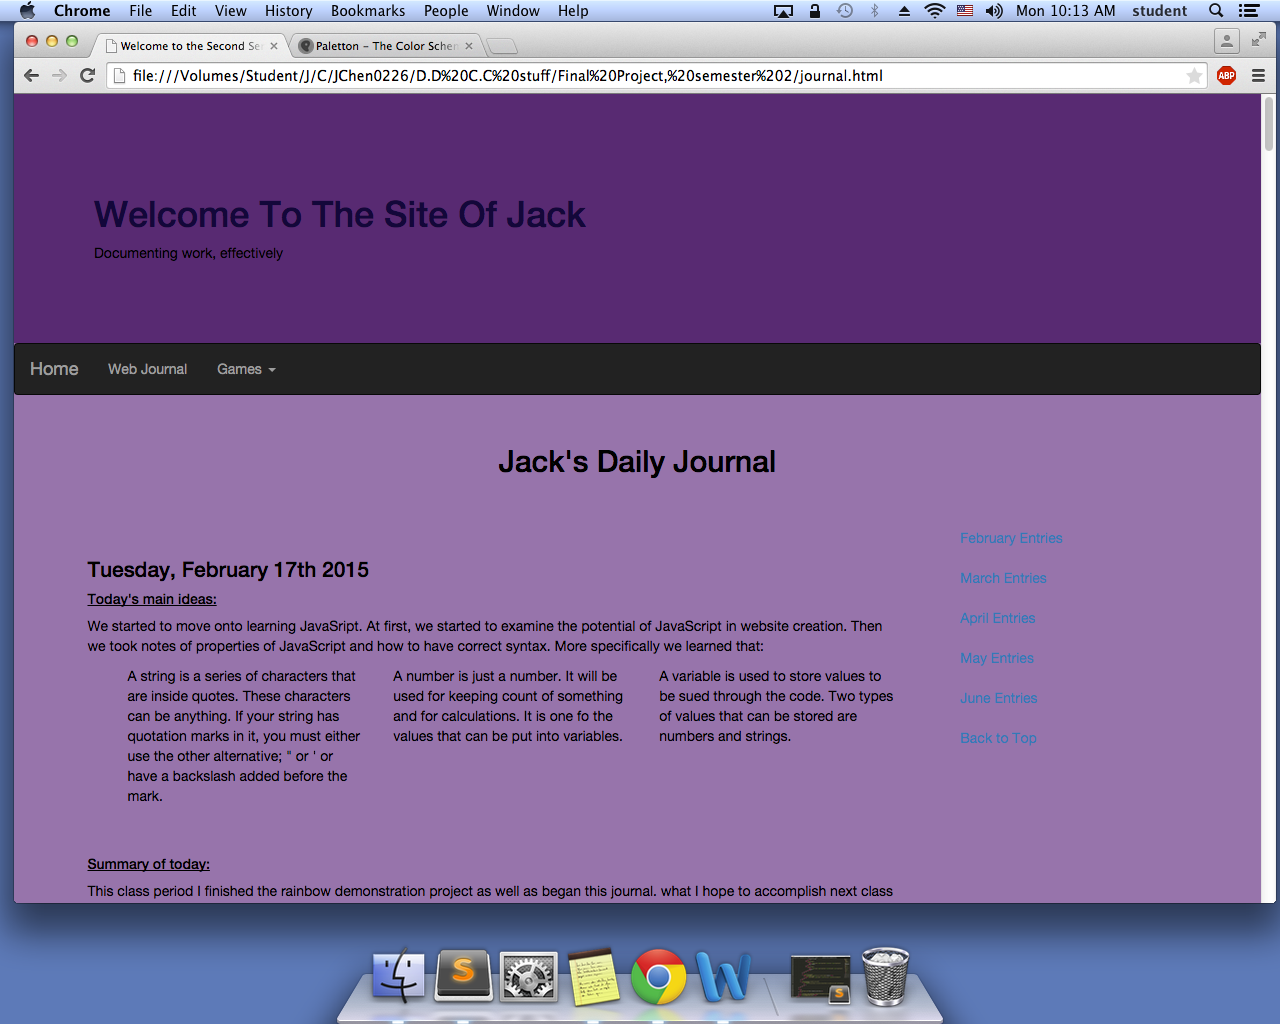 Chrome File Edit View History Bookmarks People Window Help Mon 10:13 AM student
Welcome to the Second Se
Paletton – The Color Sche
file:///Volumes/Student/J/C/JChen0226/D.D%20C.C%20stuff/Final%20Project,%20semester%202/journal.html
ABP
Welcome To The Site Of Jack
Documenting work, effectively
Home Web Journal Games
Jack's Daily Journal
Tuesday, February 17th 2015
Today's main ideas:
We started to move onto learning JavaSript. At first, we started to examine the potential of JavaScript in website creation. Then
we took notes of properties of JavaScript and how to have correct syntax. More specifically we learned that:
A string is a series of characters that
are inside quotes. These characters
can be anything. If your string has
quotation marks in it, you must either
use the other alternative; " or ' or
have a backslash added before the
mark.
A number is just a number. It will be
used for keeping count of something
and for calculations. It is one fo the
values that can be put into variables.
A variable is used to store values to
be sued through the code. Two types
of values that can be stored are
numbers and strings.
Summary of today:
This class period I finished the rainbow demonstration project as well as began this journal. what I hope to accomplish next class
February Entries
March Entries
April Entries
May Entries
June Entries
Back to Top